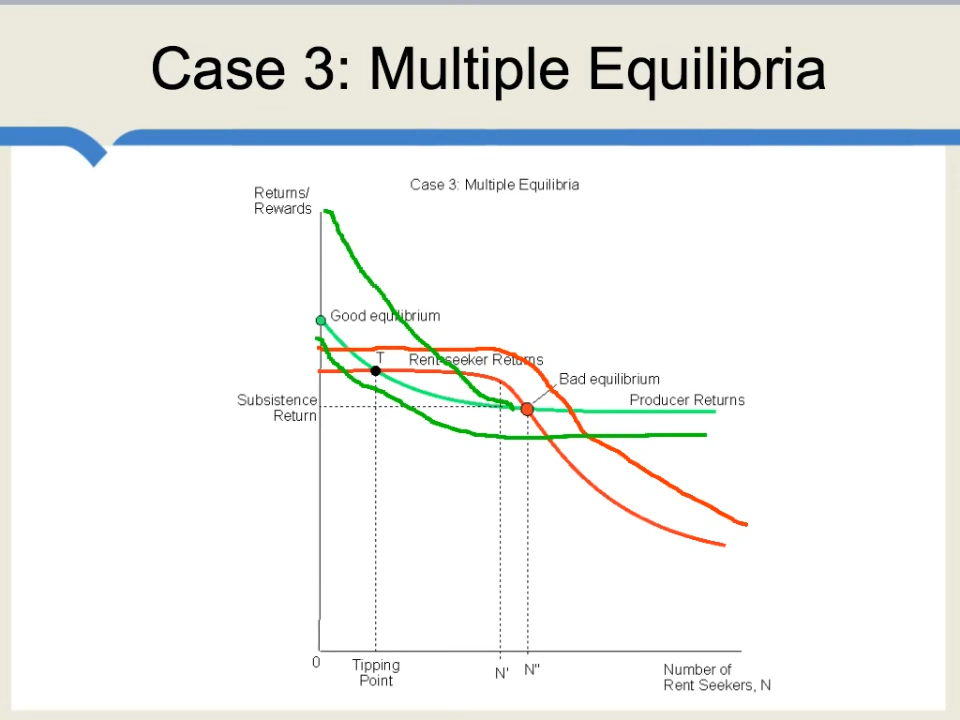 Case 3: Multiple Equilibria
Case 3: Multiple Equilibria
Returns/
Rewards
Good equilibrium
T
Rent-seeker Returns
Bad equilibrium
Subsistence
Return
Producer Returns
0
Tipping
Point
N'
N"
Number of
Rent Seekers, N